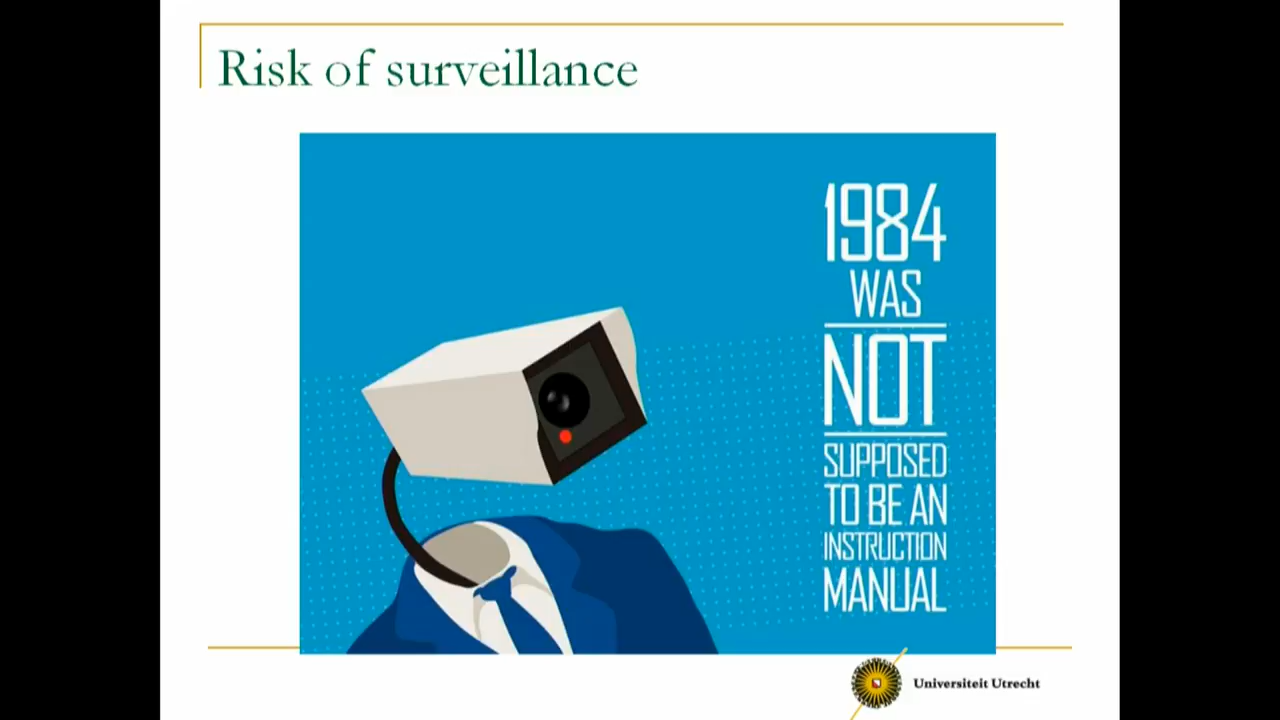 Risk of surveillance
1984
WAS
NOT
SUPPOSED
TO BE AN
INSTRUCTION
MANUAL
Universiteit Utrecht